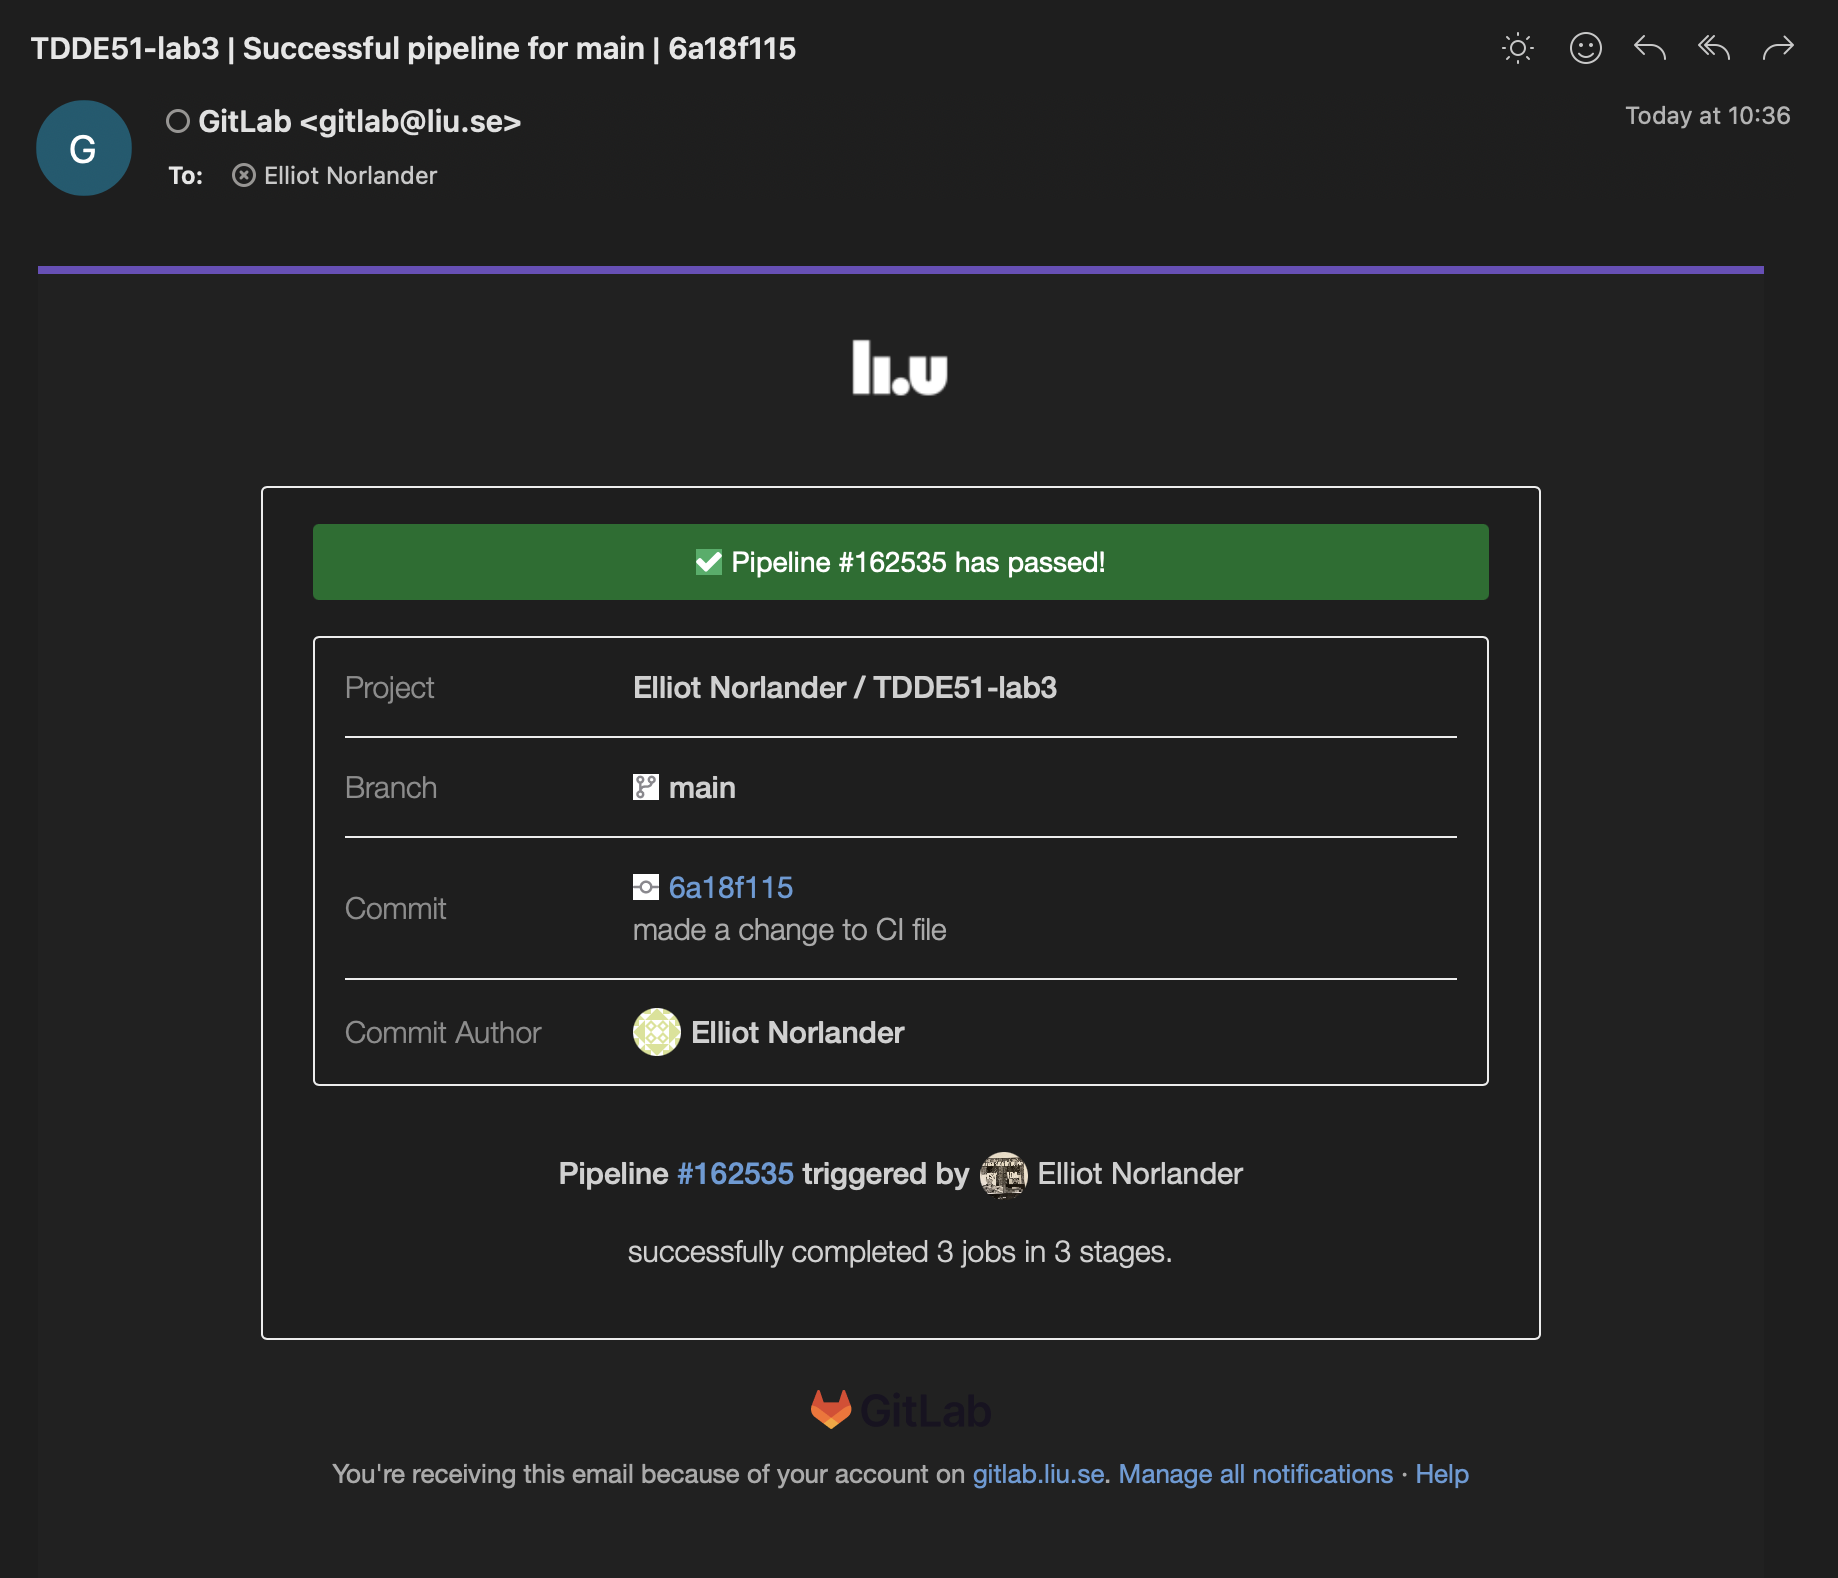 TDDE51-lab3 | Successful pipeline for main | 6a18f115
G
GitLab <gitlab@liu.se>
Today at 10:36
To: Elliot Norlander
li.u
Pipeline #162535 has passed!
Project Elliot Norlander / TDDE51-lab3
Branch main
Commit 6a18f115
made a change to CI file
Commit Author Elliot Norlander
Pipeline #162535 triggered by Elliot Norlander
successfully completed 3 jobs in 3 stages.
GitLab
You're receiving this email because of your account on gitlab.liu.se. Manage all notifications · Help